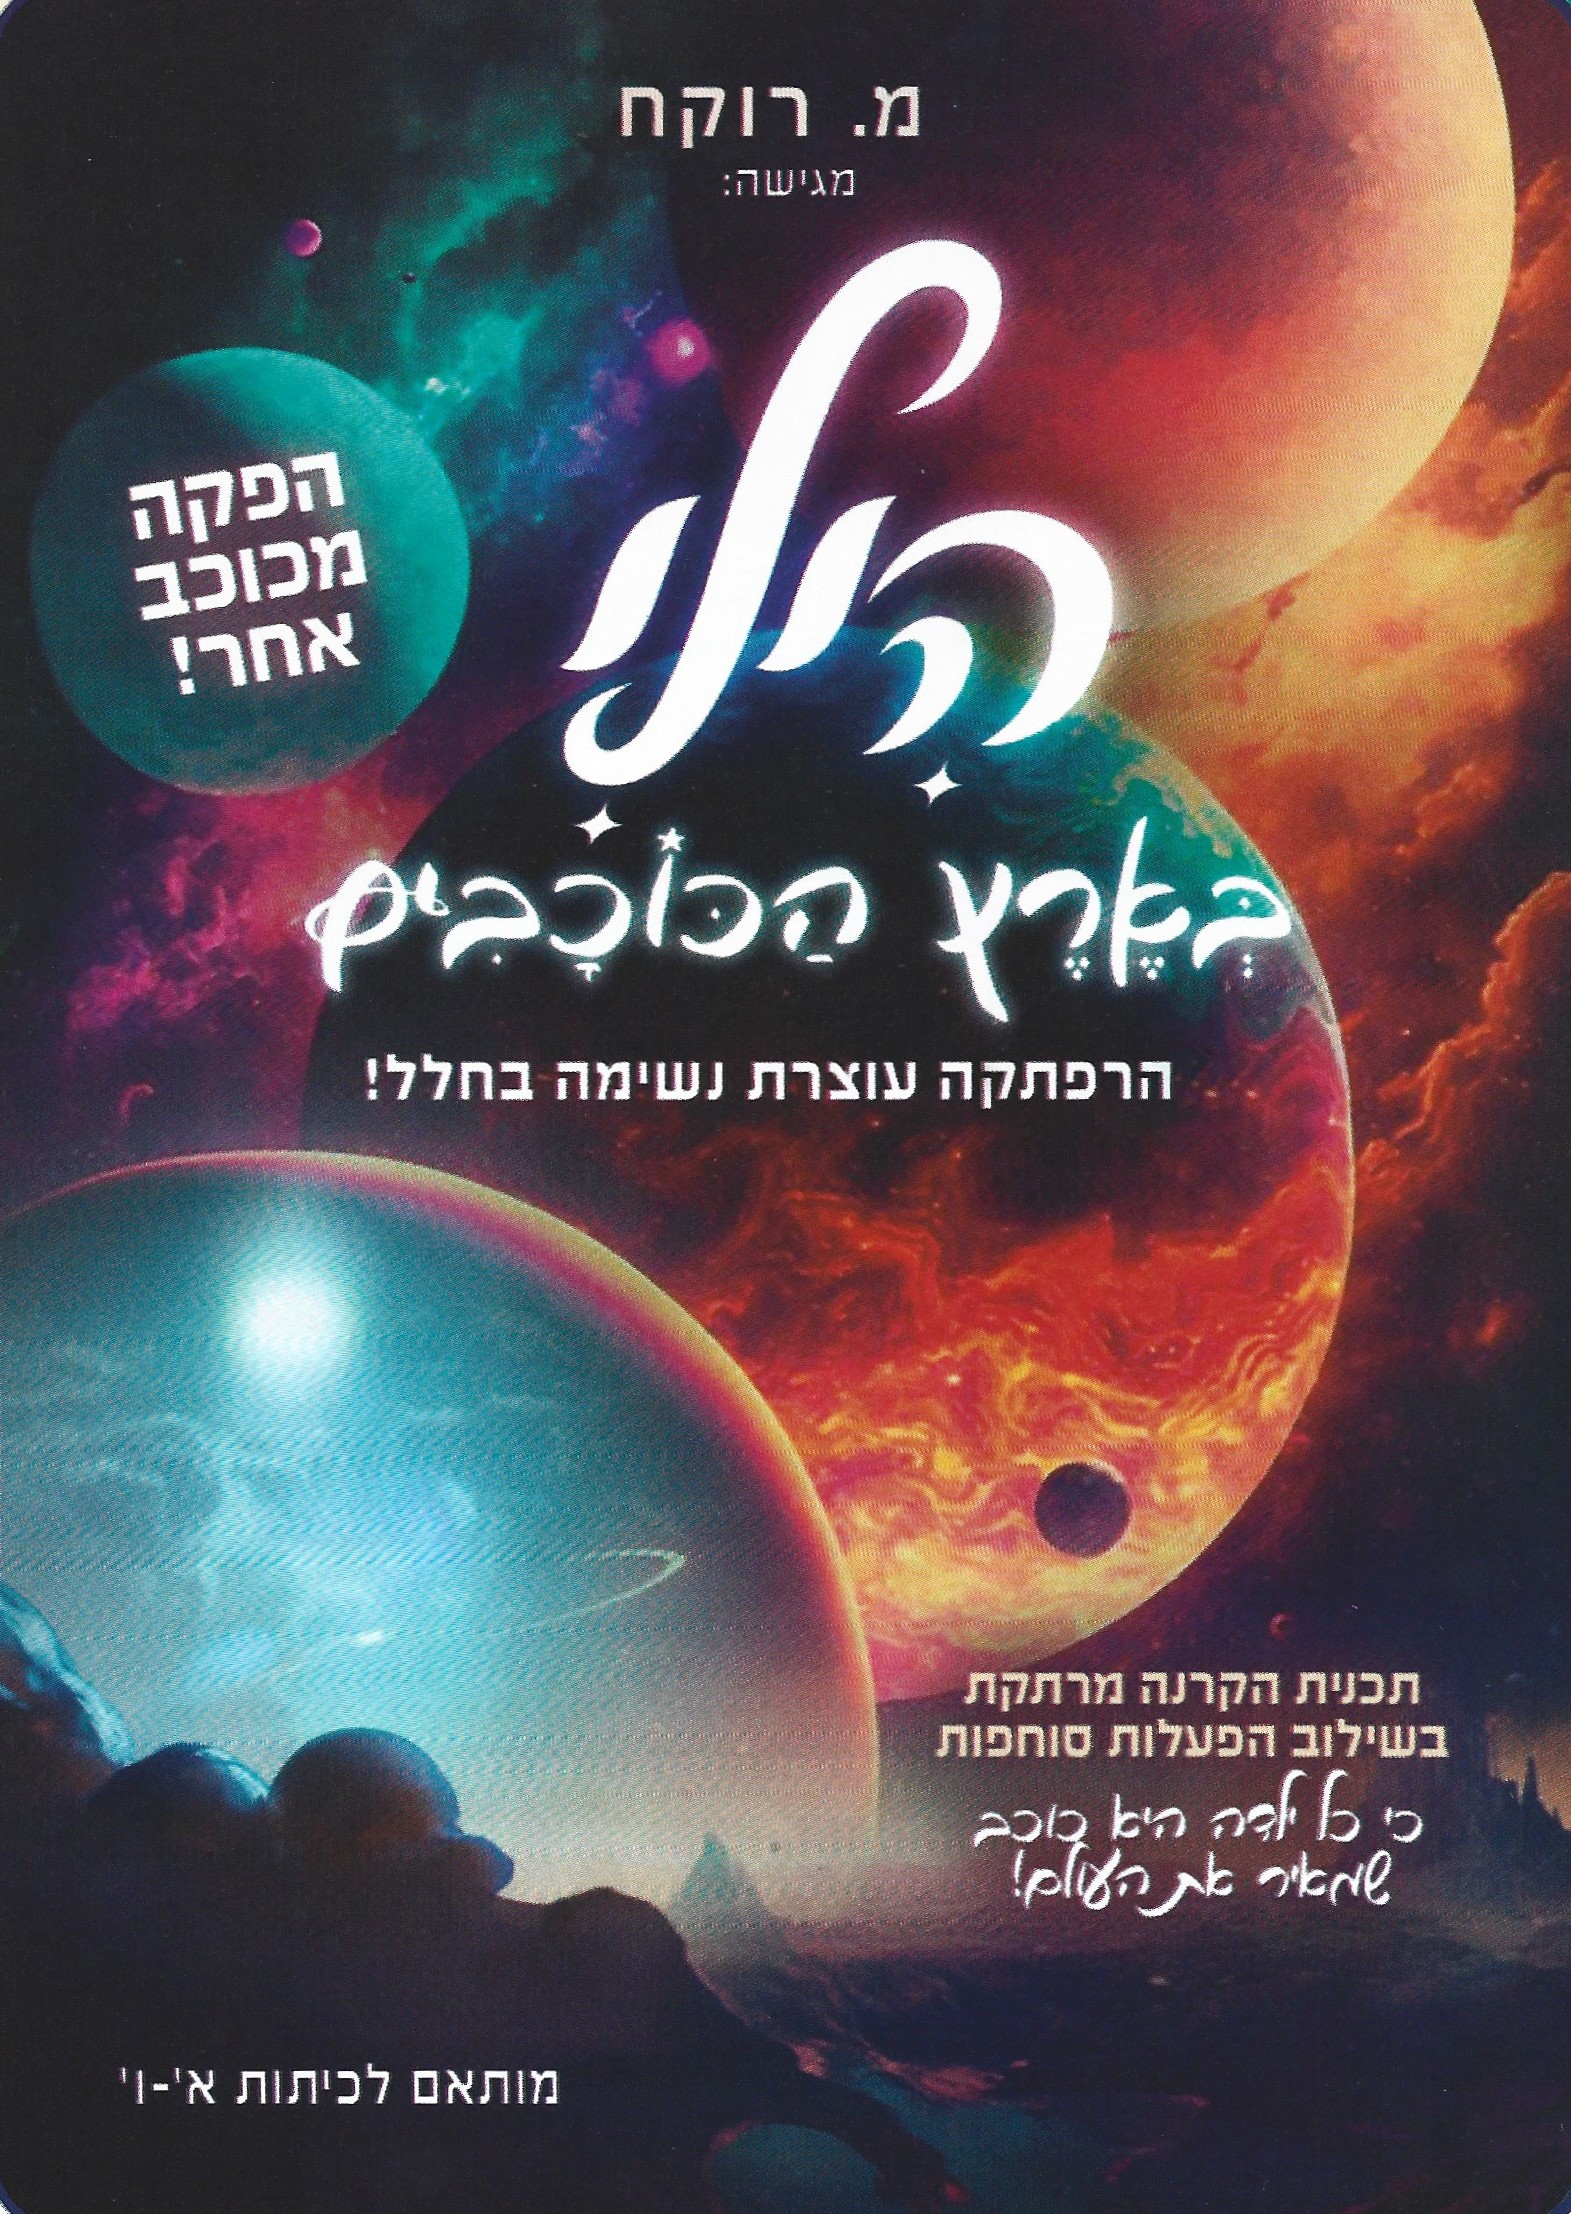 מ. רוקח
מגישה:
הִילִי
הפקה
מכוכב
אחר!
בְּאֶרֶץ הַכּוֹכָבִים
הרפתקה עוצרת נשימה בחלל!
תכנית הקרנה מרתקת
בשילוב הפעלות סוחפות
כי כל ילדה היא כוכב
שמאיר את העולם!
מותאם לכיתות א'-ו'